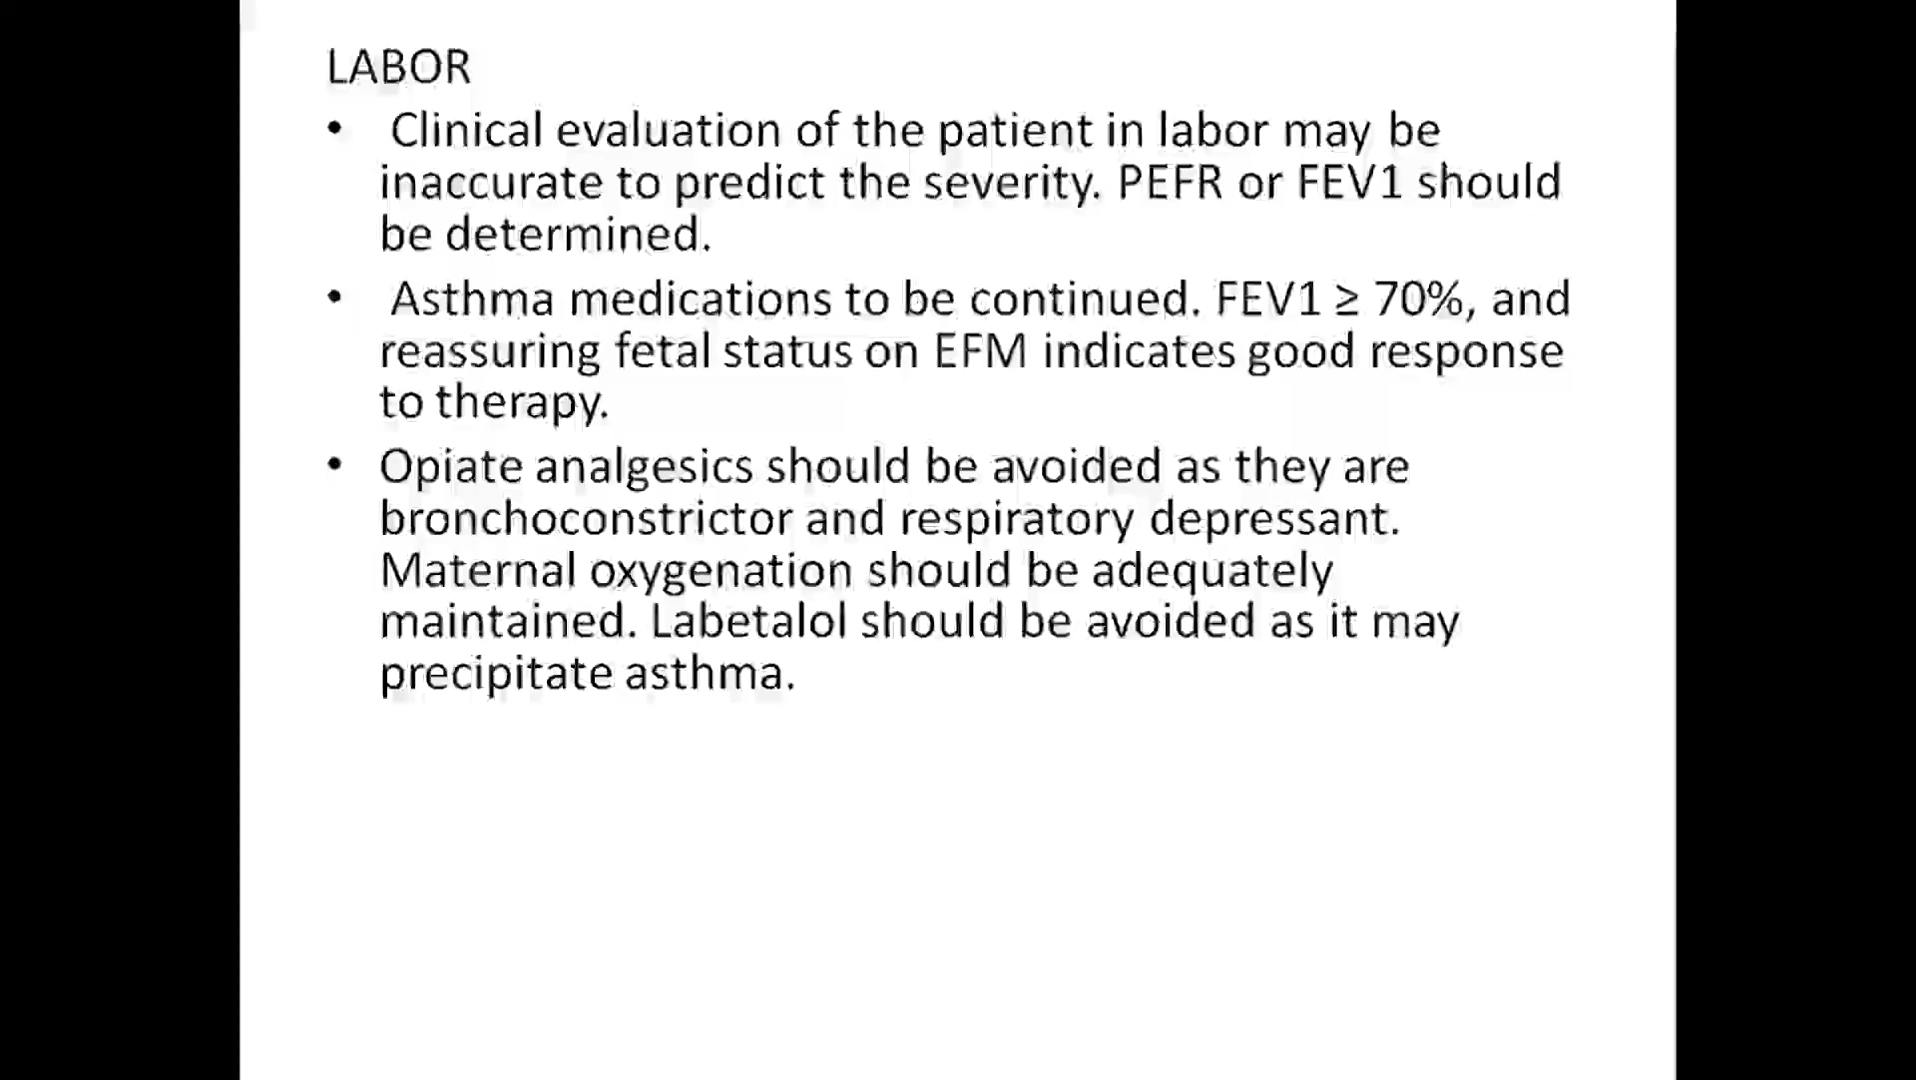 LABOR
• Clinical evaluation of the patient in labor may be
inaccurate to predict the severity. PEFR or FEV1 should
be determined.
• Asthma medications to be continued. FEV1 ≥ 70%, and
reassuring fetal status on EFM indicates good response
to therapy.
• Opiate analgesics should be avoided as they are
bronchoconstrictor and respiratory depressant.
Maternal oxygenation should be adequately
maintained. Labetalol should be avoided as it may
precipitate asthma.